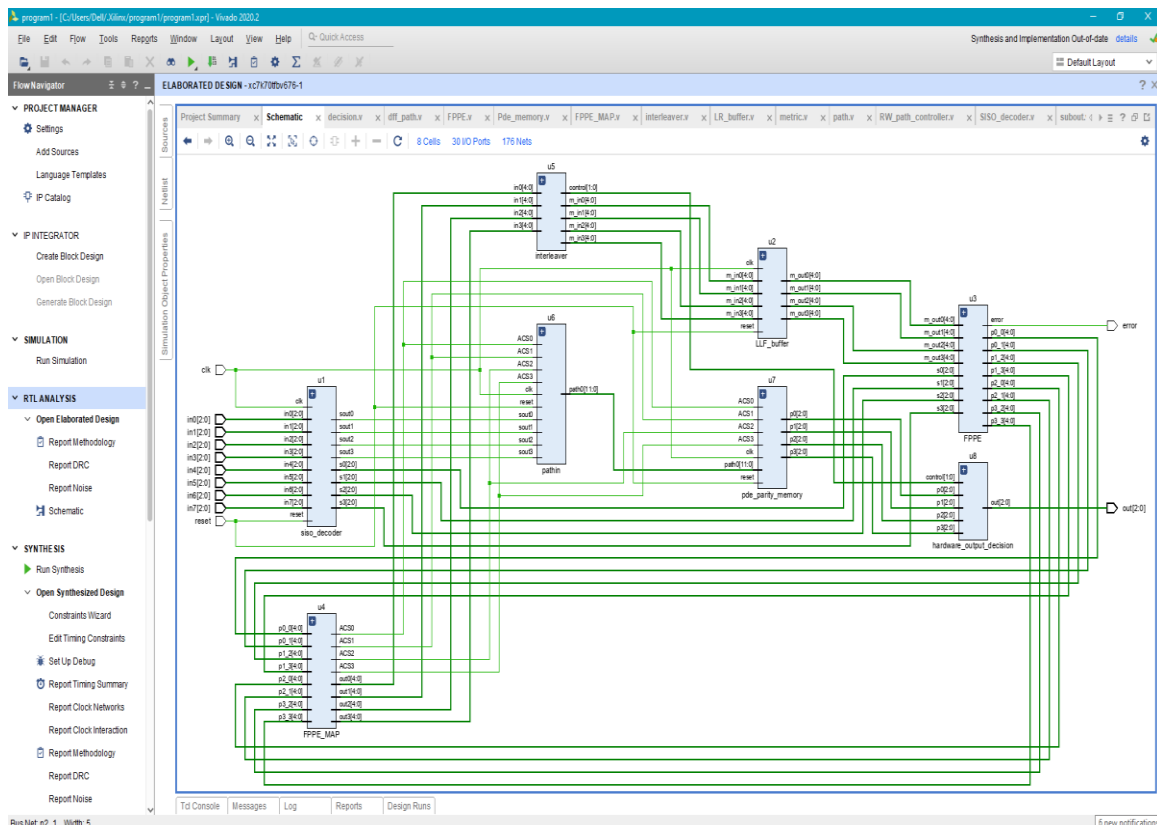 program1 - [C:/Users/Dell/.Xilinx/program1/program1.xpr] - Vivado 2020.2
File Edit Flow Tools Reports Window Layout View Help Q- Quick Access
Synthesis and Implementation Out-of-date details
Default Layout
Flow Navigator
ELABORATED DESIGN - xc7k70tfbv676-1
PROJECT MANAGER
Settings
Add Sources
Language Templates
IP Catalog
IP INTEGRATOR
Create Block Design
Open Block Design
Generate Block Design
SIMULATION
Run Simulation
RTL ANALYSIS
Open Elaborated Design
Report Methodology
Report DRC
Report Noise
Schematic
SYNTHESIS
Run Synthesis
Open Synthesized Design
Constraints Wizard
Edit Timing Constraints
Set Up Debug
Report Timing Summary
Report Clock Networks
Report Clock Interaction
Report Methodology
Report DRC
Report Noise
Sources
Netlist
Simulation Object Properties
Project Summary x Schematic x decision.v x dff_path.v x FPPE.v x Pde_memory.v x FPPE_MAP.v x interleaver.v x LR_buffer.v x metric.v x path.v x RW_path_controller.v x SISO_decoder.v x subout.
8 Cells 30 I/O Ports 176 Nets
u5
in0[4:0] control[1:0]
in1[4:0] m_in0[4:0]
in2[4:0] m_in1[4:0]
in3[4:0] m_in2[4:0]
m_in3[4:0]
interleaver
u2
clk
m_in0[4:0] m_out0[4:0]
m_in1[4:0] m_out1[4:0]
m_in2[4:0] m_out2[4:0]
m_in3[4:0] m_out3[4:0]
reset
LLF_buffer
u3
m_out0[4:0] error
m_out1[4:0] p0_0[4:0]
m_out2[4:0] p0_1[4:0]
m_out3[4:0] p1_2[4:0]
s0[2:0] p1_3[4:0]
s1[2:0] p2_0[4:0]
s2[2:0] p2_1[4:0]
s3[2:0] p3_2[4:0]
p3_3[4:0]
FPPE
error
u6
ACS0
ACS1
ACS2
ACS3
clk path0[11:0]
reset
sout0
sout1
sout2
sout3
pathin
clk
in0[2:0]
in1[2:0]
in2[2:0]
in3[2:0]
in4[2:0]
in5[2:0]
in6[2:0]
in7[2:0]
reset
u1
clk
in0[2:0] sout0
in1[2:0] sout1
in2[2:0] sout2
in3[2:0] sout3
in4[2:0] s0[2:0]
in5[2:0] s1[2:0]
in6[2:0] s2[2:0]
in7[2:0] s3[2:0]
reset
siso_decoder
u7
ACS0
ACS1 p0[2:0]
ACS2 p1[2:0]
ACS3 p2[2:0]
clk p3[2:0]
path0[11:0]
reset
pde_parity_memory
u8
control[1:0]
p0[2:0]
p1[2:0] out[2:0]
p2[2:0]
p3[2:0]
hardware_output_decision
out[2:0]
u4
p0_0[4:0] ACS0
p0_1[4:0] ACS1
p1_2[4:0] ACS2
p1_3[4:0] ACS3
p2_0[4:0] out0[4:0]
p2_1[4:0] out1[4:0]
p3_2[4:0] out2[4:0]
p3_3[4:0] out3[4:0]
FPPE_MAP
Tcl Console Messages Log Reports Design Runs
Bus Net: p2_1 Width: 5
6 new notifications